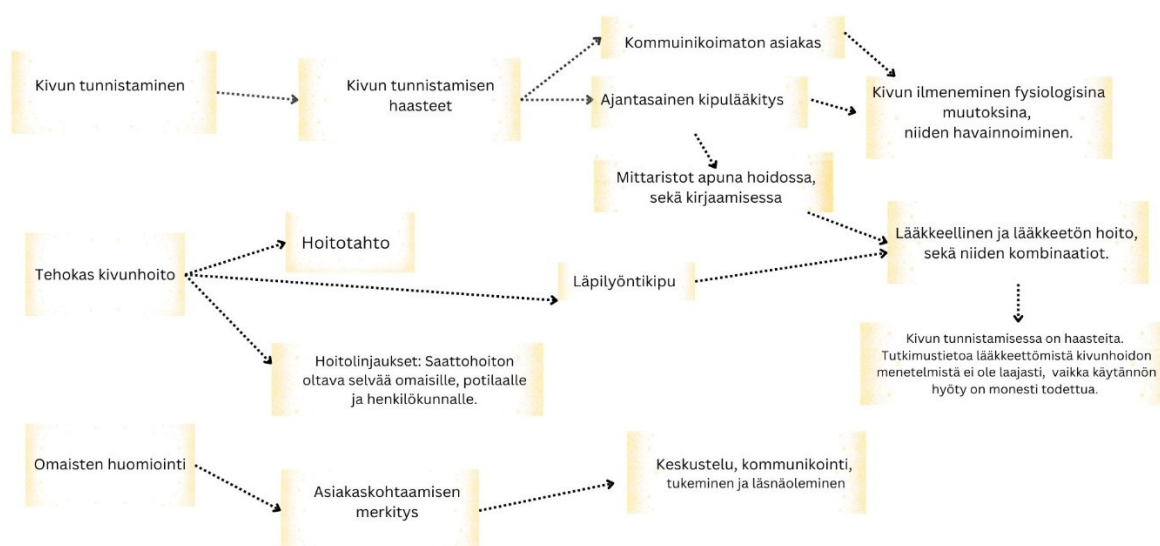 Kommuinikoimaton asiakas
Kivun tunnistaminen
Kivun tunnistamisen
haasteet
Ajantasainen kipulääkitys
Kivun ilmeneminen fysiologisina
muutoksina,
niiden havainnoiminen.
Mittaristot apuna hoidossa,
sekä kirjaamisessa
Hoitotahto
Tehokas kivunhoito
Läpilyöntikipu
Lääkkeellinen ja lääkkeetön hoito,
sekä niiden kombinaatiot.
Hoitolinjaukset: Saattohoiton
oltava selvää omaisille, potilaalle
ja henkilökunnalle.
Kivun tunnistamisessa on haasteita.
Tutkimustietoa lääkkeettömistä kivunhoidon
menetelmistä ei ole laajasti, vaikka käytännön
hyöty on monesti todettua.
Omaisten huomiointi
Asiakaskohtaamisen
merkitys
Keskustelu, kommunikointi,
tukeminen ja läsnäoleminen